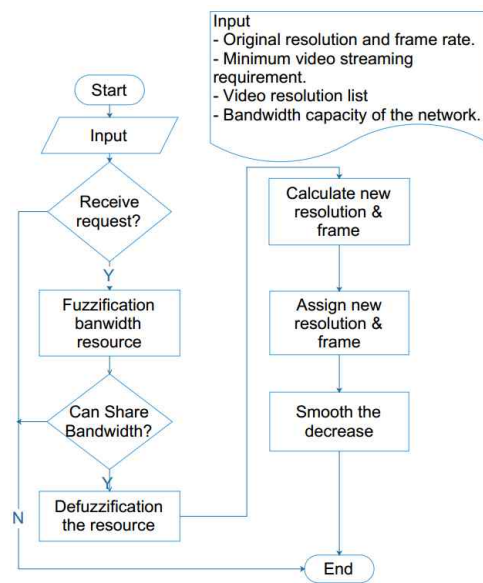 Start
Input
Receive
request?
Y
Fuzzification
banwidth
resource
Can Share
Bandwidth?
Y
Defuzzification
the resource
N
Input
- Original resolution and frame rate.
- Minimum video streaming
requirement.
- Video resolution list
- Bandwidth capacity of the network.
Calculate new
resolution &
frame
Assign new
resolution &
frame
Smooth the
decrease
End